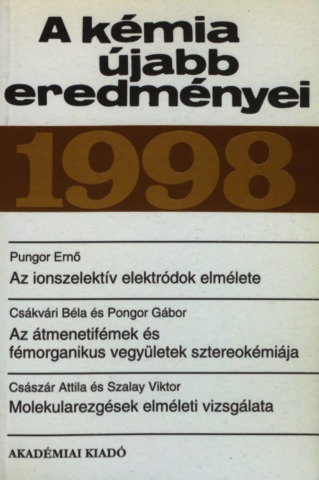 A kémia
újabb
eredményei
1998
Pungor Ernő
Az ionszelektív elektródok elmélete
Csákvári Béla és Pongor Gábor
Az átmenetifémek és
fémorganikus vegyületek sztereokémiája
Császár Attila és Szalay Viktor
Molekularezgések elméleti vizsgálata
AKADÉMIAI KIADÓ